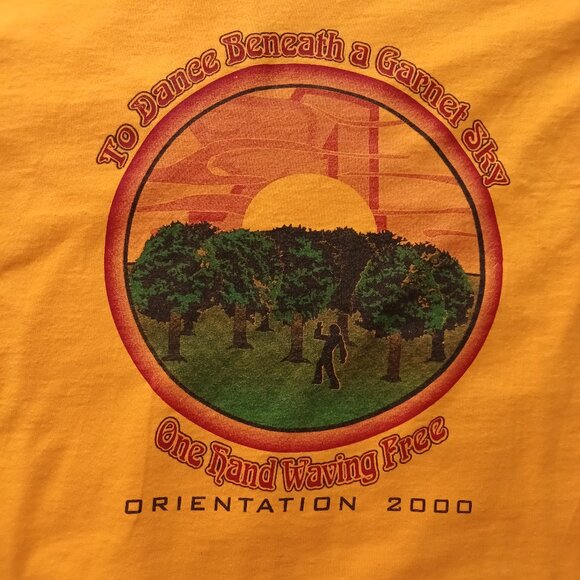 To Dance Beneath a Garnet Sky
One Hand Waving Free
ORIENTATION 2000